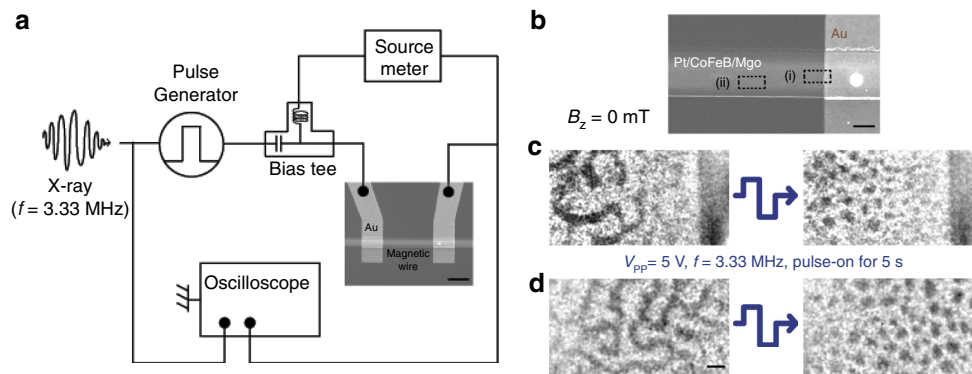 a
Source
meter
Pulse
Generator
Bias tee
X-ray
(f = 3.33 MHz)
Au
Magnetic
wire
Oscilloscope
b
Au
Pt/CoFeB/Mgo
(i)
(ii)
Bz = 0 mT
c
VPP= 5 V, f = 3.33 MHz, pulse-on for 5 s
d